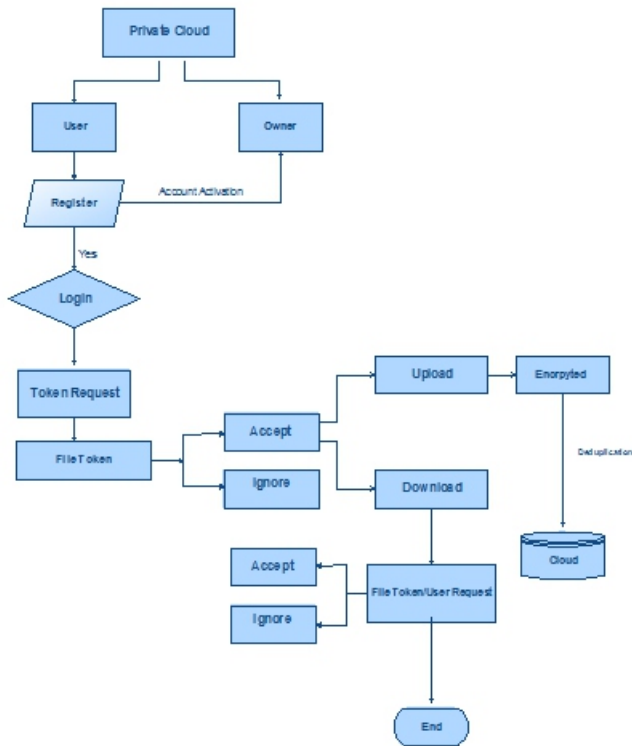 Private Cloud
User
Owner
Register
Account Activation
Yes
Login
Token Request
File Token
Accept
Ignore
Upload
Enorpyted
Download
Deduplication
Cloud
File Token/User Request
Accept
Ignore
End